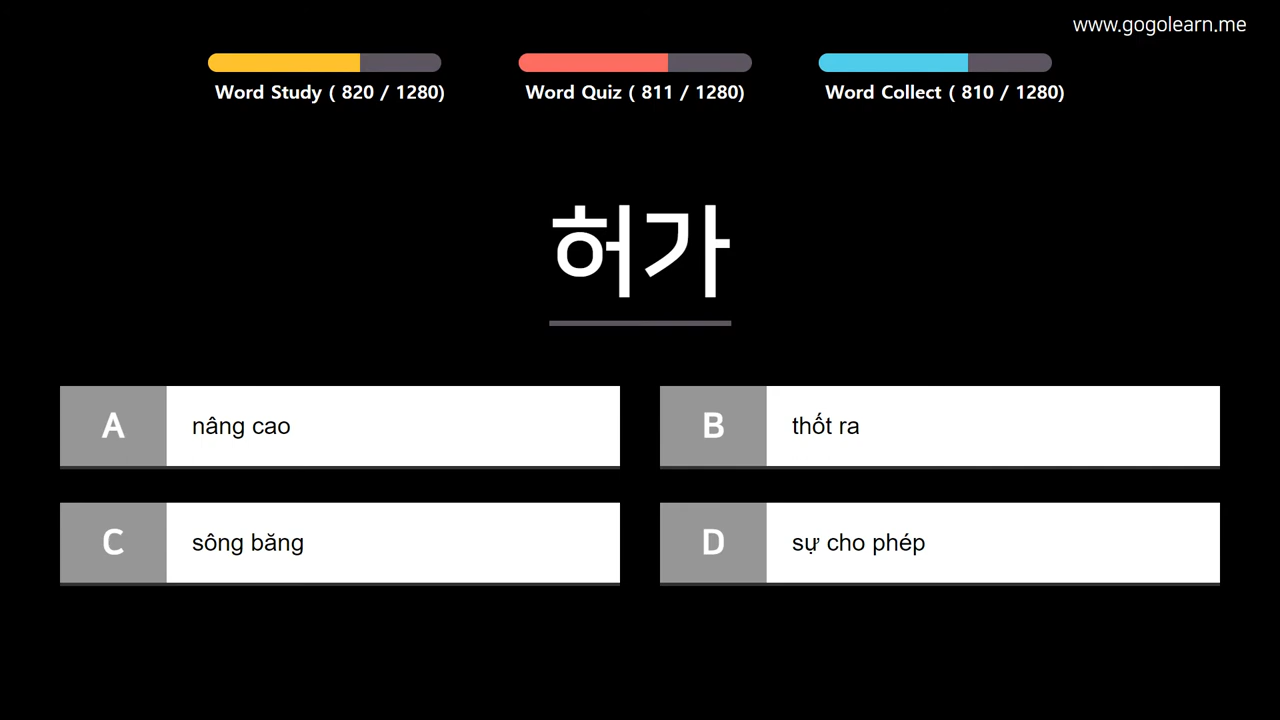 www.gogolearn.me
Word Study ( 820 / 1280)
Word Quiz ( 811 / 1280)
Word Collect ( 810 / 1280)
허가
A nâng cao
B thốt ra
C sông băng
D sự cho phép